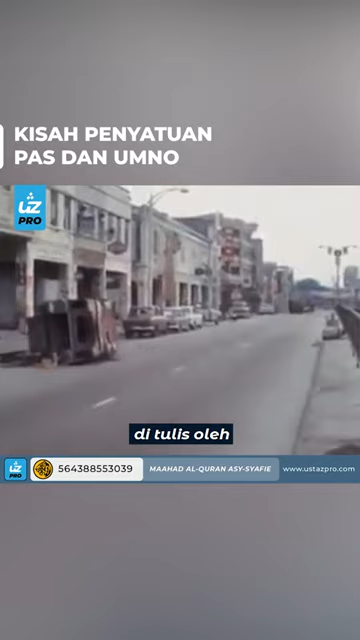 KISAH PENYATUAN
PAS DAN UMNO
UZ
PRO
di tulis oleh
UZ
PRO
564388553039
MAAHAD AL-QURAN ASY-SYAFIE
www.ustazpro.com